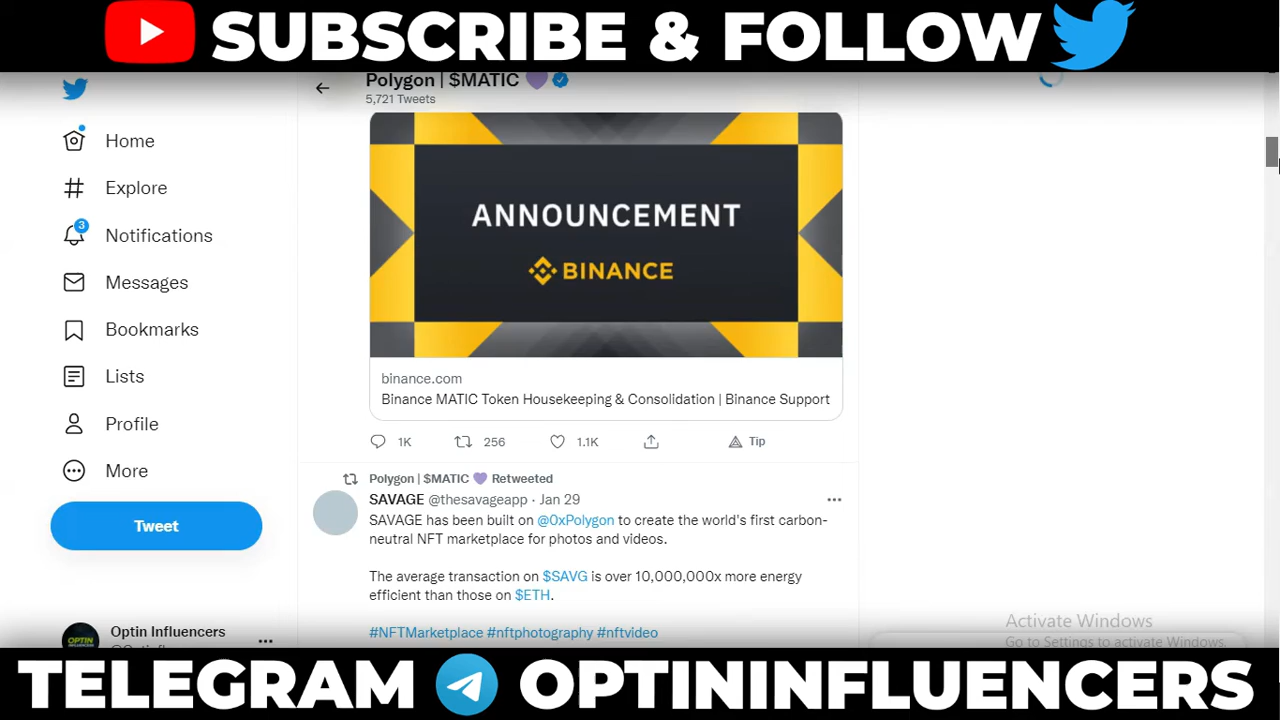 SUBSCRIBE & FOLLOW
Polygon | $MATIC
5,721 Tweets
Home
Explore
3
Notifications
Messages
Bookmarks
Lists
Profile
More
Tweet
ANNOUNCEMENT
BINANCE
binance.com
Binance MATIC Token Housekeeping & Consolidation | Binance Support
1K 256 1.1K Tip
Polygon | $MATIC 💜 Retweeted
SAVAGE @thesavageapp · Jan 29
SAVAGE has been built on @0xPolygon to create the world's first carbon-
neutral NFT marketplace for photos and videos.
The average transaction on $SAVG is over 10,000,000x more energy
efficient than those on $ETH.
#NFTMarketplace #nftphotography #nftvideo
OPTIN
Optin Influencers
Activate Windows
Go to Settings to activate Windows.
TELEGRAM OPTININFLUENCERS